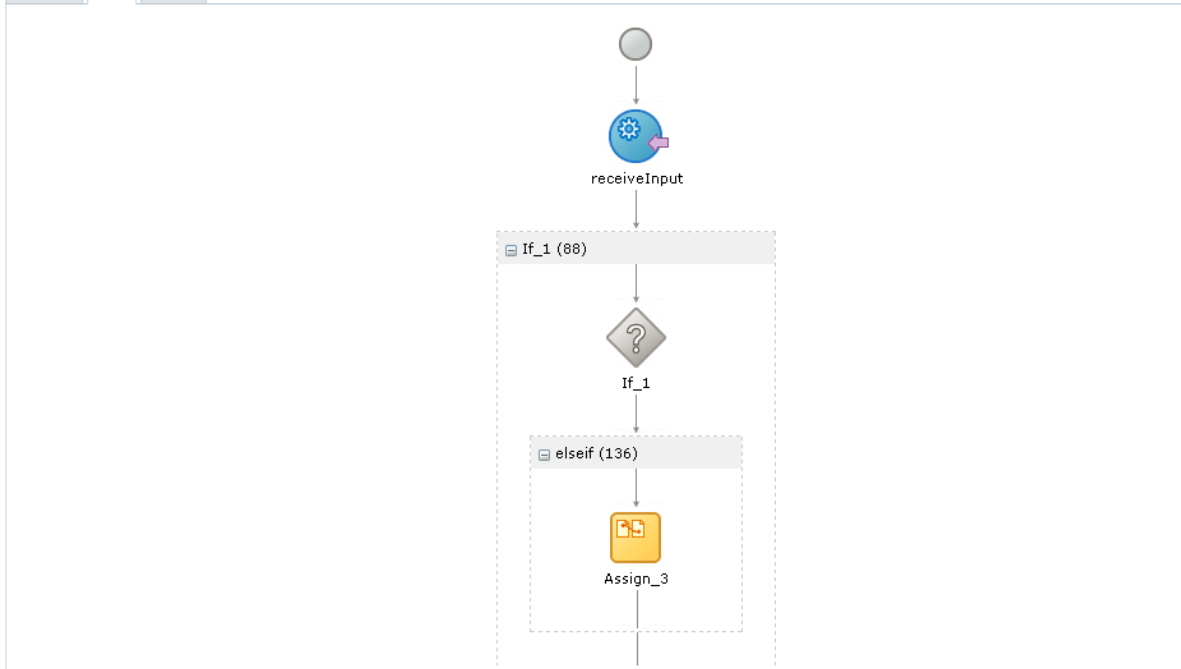 receiveInput
If_1 (88)
If_1
elseif (136)
Assign_3